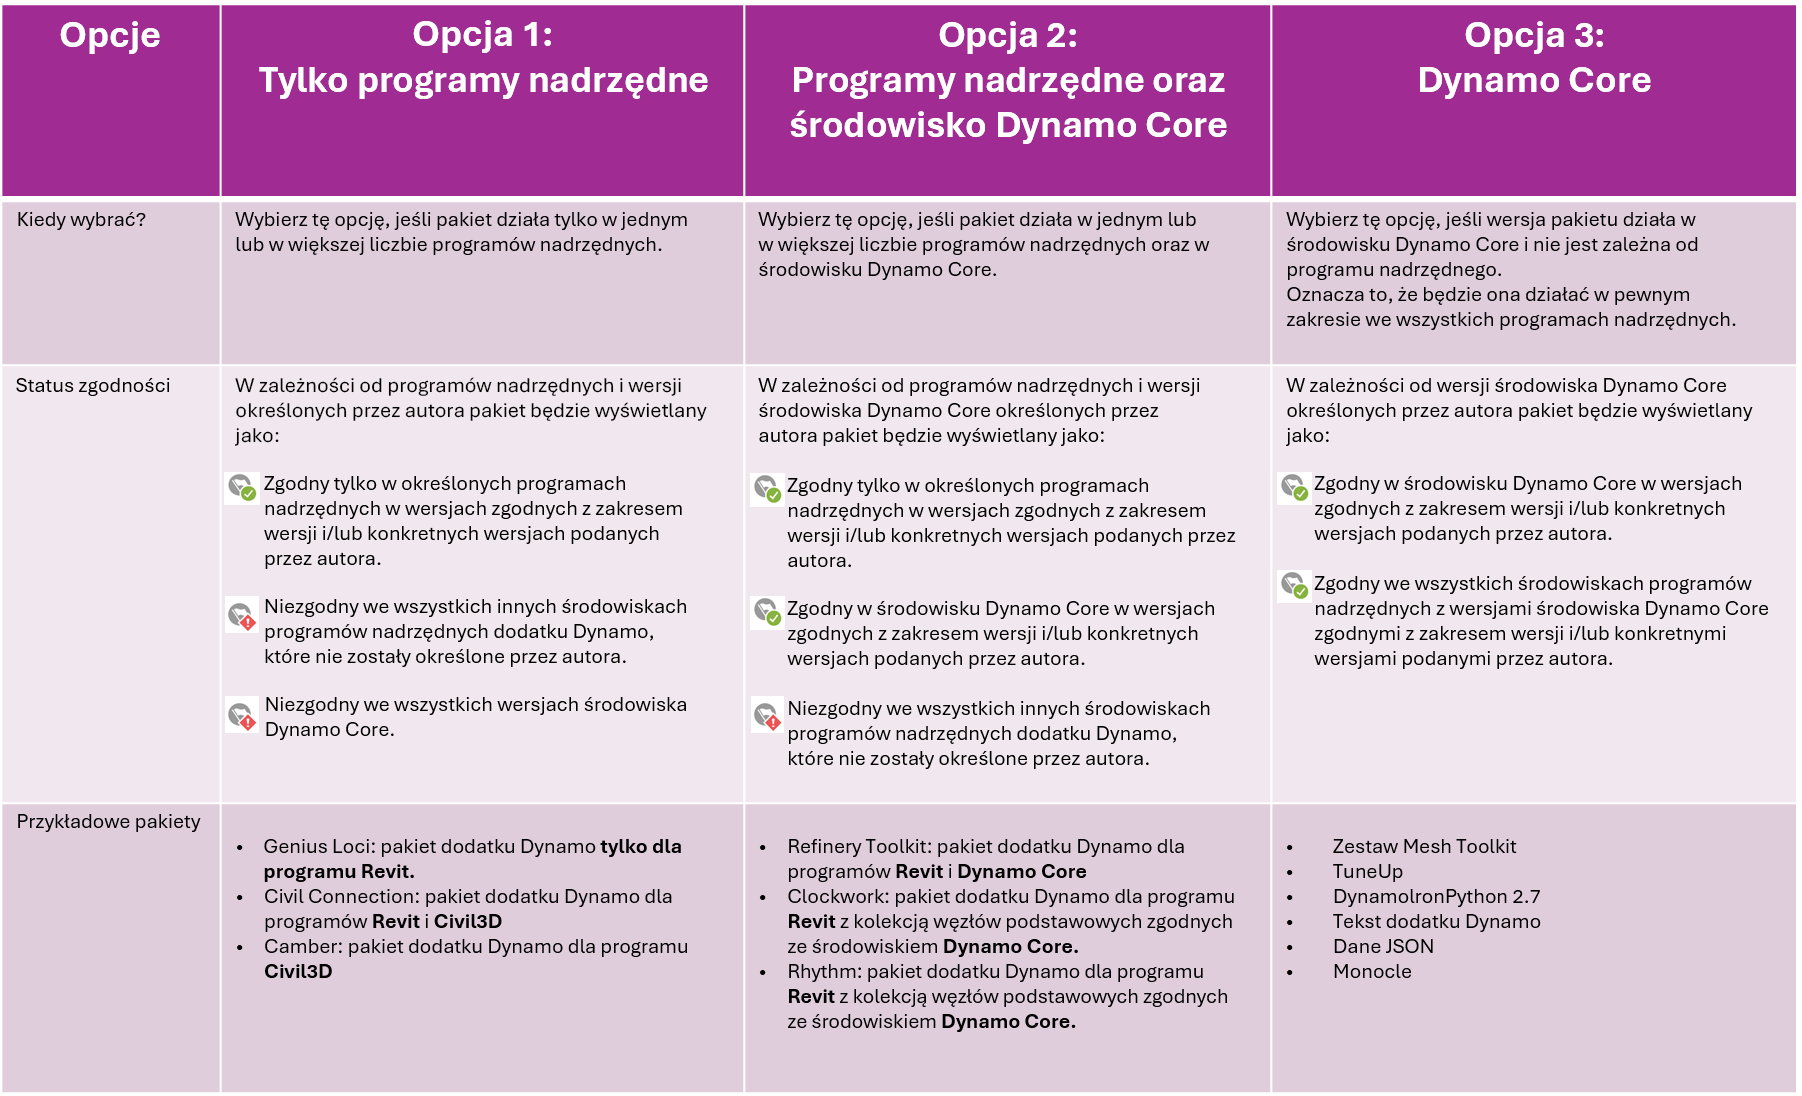 Opcje
Opcja 1:
Tylko programy nadrzędne
Opcja 2:
Programy nadrzędne oraz
środowisko Dynamo Core
Opcja 3:
Dynamo Core
Kiedy wybrać?
Wybierz tę opcję, jeśli pakiet działa tylko w jednym
lub w większej liczbie programów nadrzędnych.
Wybierz tę opcję, jeśli pakiet działa w jednym lub
w większej liczbie programów nadrzędnych oraz w
środowisku Dynamo Core.
Wybierz tę opcję, jeśli wersja pakietu działa w
środowisku Dynamo Core i nie jest zależna od
programu nadrzędnego.
Oznacza to, że będzie ona działać w pewnym
zakresie we wszystkich programach nadrzędnych.
Status zgodności
W zależności od programów nadrzędnych i wersji
określonych przez autora pakiet będzie wyświetlany
jako:
Zgodny tylko w określonych programach
nadrzędnych w wersjach zgodnych z zakresem
wersji i/lub konkretnych wersjach podanych
przez autora.
Niezgodny we wszystkich innych środowiskach
programów nadrzędnych dodatku Dynamo,
które nie zostały określone przez autora.
Niezgodny we wszystkich wersjach środowiska
Dynamo Core.
W zależności od programów nadrzędnych i wersji
środowiska Dynamo Core określonych przez
autora pakiet będzie wyświetlany jako:
Zgodny tylko w określonych programach
nadrzędnych w wersjach zgodnych z zakresem
wersji i/lub konkretnych wersjach podanych przez
autora.
Zgodny w środowisku Dynamo Core w wersjach
zgodnych z zakresem wersji i/lub konkretnych
wersjach podanych przez autora.
Niezgodny we wszystkich innych środowiskach
programów nadrzędnych dodatku Dynamo,
które nie zostały określone przez autora.
W zależności od wersji środowiska Dynamo Core
określonych przez autora pakiet będzie wyświetlany
jako:
Zgodny w środowisku Dynamo Core w wersjach
zgodnych z zakresem wersji i/lub konkretnych
wersjach podanych przez autora.
Zgodny we wszystkich środowiskach programów
nadrzędnych z wersjami środowiska Dynamo Core
zgodnymi z zakresem wersji i/lub konkretnymi
wersjami podanymi przez autora.
Przykładowe pakiety
• Genius Loci: pakiet dodatku Dynamo tylko dla
programu Revit.
• Civil Connection: pakiet dodatku Dynamo dla
programów Revit i Civil3D
• Camber: pakiet dodatku Dynamo dla programu
Civil3D
• Refinery Toolkit: pakiet dodatku Dynamo dla
programów Revit i Dynamo Core
• Clockwork: pakiet dodatku Dynamo dla programu
Revit z kolekcją węzłów podstawowych zgodnych
ze środowiskiem Dynamo Core.
• Rhythm: pakiet dodatku Dynamo dla programu
Revit z kolekcją węzłów podstawowych zgodnych
ze środowiskiem Dynamo Core.
• Zestaw Mesh Toolkit
• TuneUp
• DynamoIronPython 2.7
• Tekst dodatku Dynamo
• Dane JSON
• Monocle